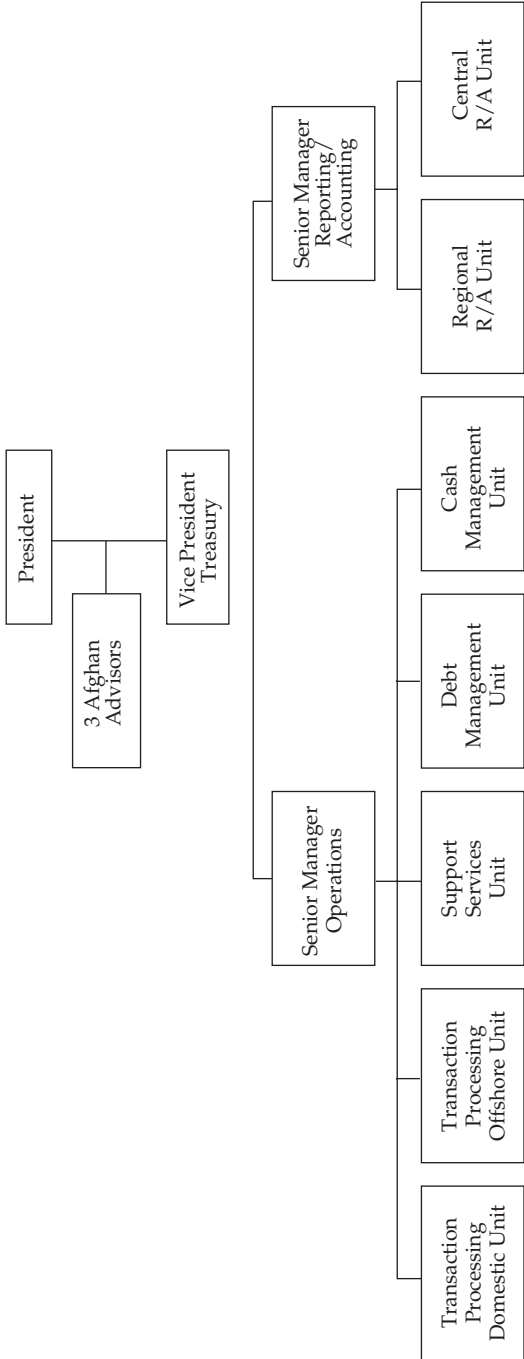 President
3 Afghan
Advisors
Vice President
Treasury
Senior Manager
Operations
Senior Manager
Reporting/
Accounting
Transaction
Processing
Domestic Unit
Transaction
Processing
Offshore Unit
Support
Services
Unit
Debt
Management
Unit
Cash
Management
Unit
Regional
R/A Unit
Central
R/A Unit